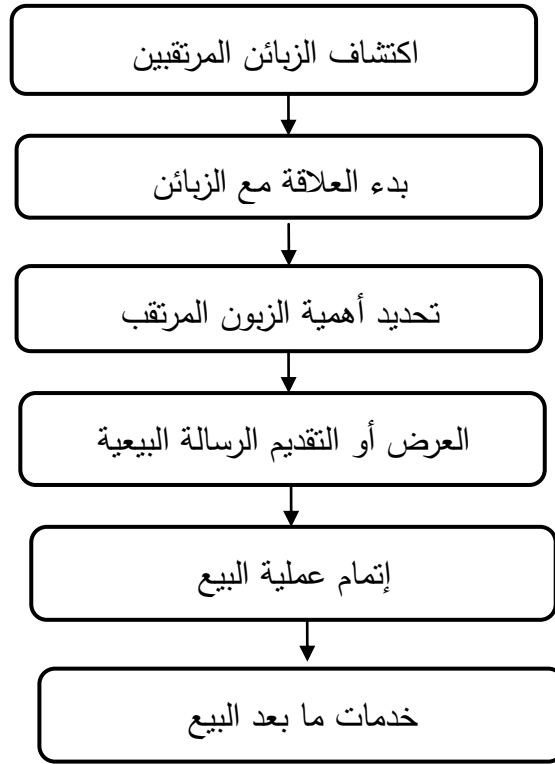 اكتشاف الزبائن المرتقبين
بدء العلاقة مع الزبائن
تحديد أهمية الزبون المرتقب
العرض أو التقديم الرسالة البيعية
إتمام عملية البيع
خدمات ما بعد البيع